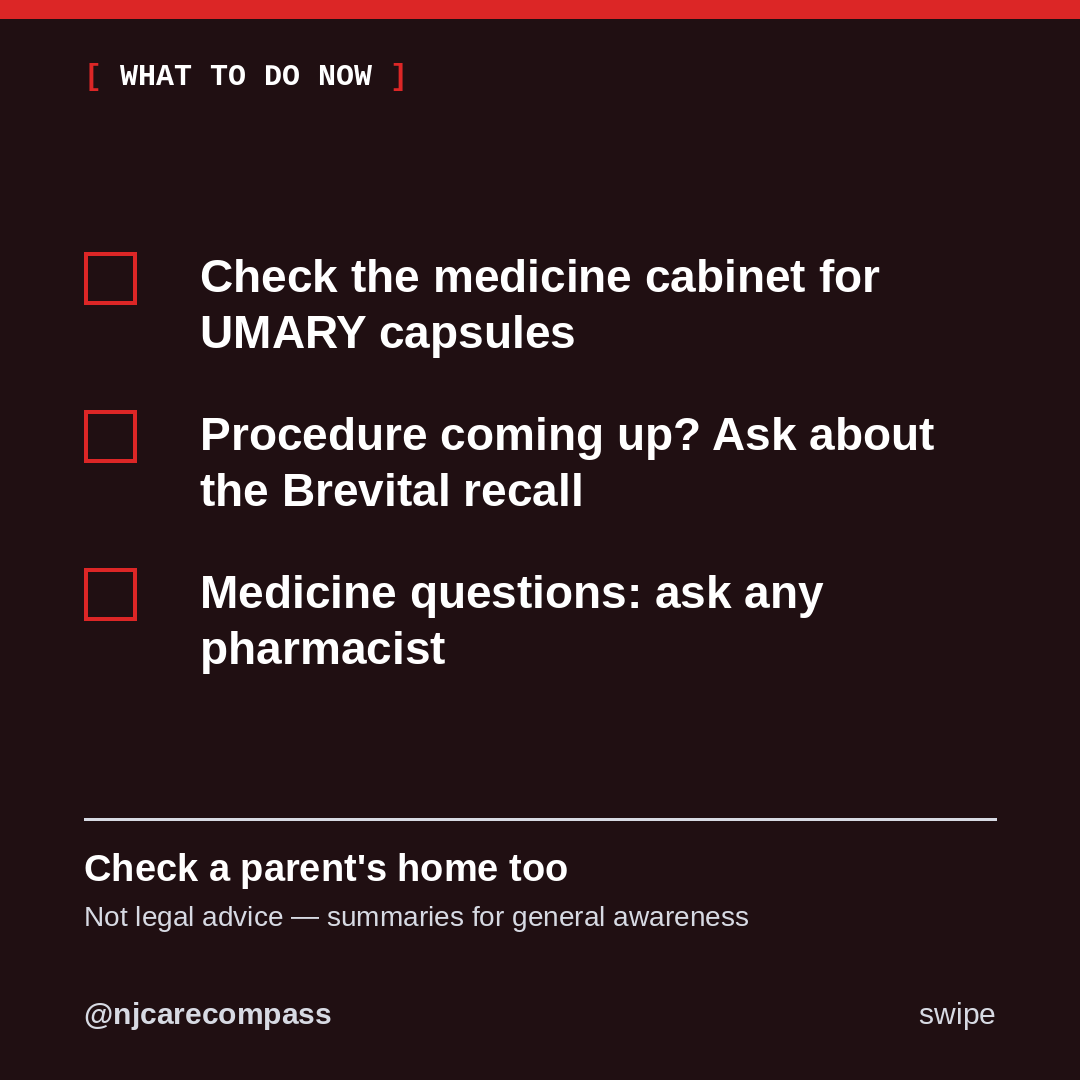 [ WHAT TO DO NOW ]
Check the medicine cabinet for
UMARY capsules
Procedure coming up? Ask about
the Brevital recall
Medicine questions: ask any
pharmacist
Check a parent's home too
Not legal advice — summaries for general awareness
@njcarecompass
swipe